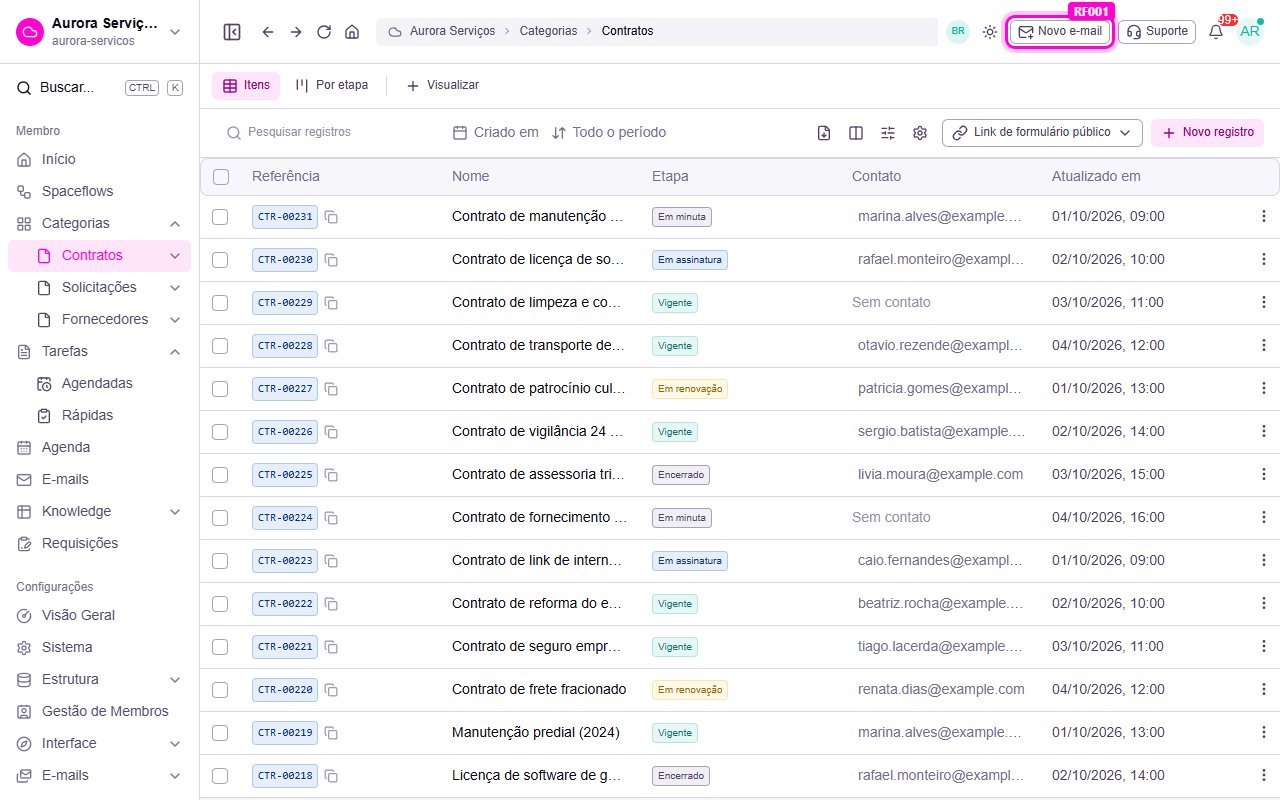 Aurora Serviç...
aurora-servicos
Aurora Serviços
Categorias
Contratos
BR
RF001
Novo e-mail
Suporte
99+
AR
Buscar...
CTRL
K
Membro
Início
Spaceflows
Categorias
Contratos
Solicitações
Fornecedores
Tarefas
Agendadas
Rápidas
Agenda
E-mails
Knowledge
Requisições
Configurações
Visão Geral
Sistema
Estrutura
Gestão de Membros
Interface
E-mails
Itens
Por etapa
Visualizar
Pesquisar registros
Criado em
Todo o período
Link de formulário público
Novo registro
Referência Nome Etapa Contato Atualizado em
CTR-00231 Contrato de manutenção ... Em minuta marina.alves@example.... 01/10/2026, 09:00
CTR-00230 Contrato de licença de so... Em assinatura rafael.monteiro@exampl... 02/10/2026, 10:00
CTR-00229 Contrato de limpeza e co... Vigente Sem contato 03/10/2026, 11:00
CTR-00228 Contrato de transporte de... Vigente otavio.rezende@exampl... 04/10/2026, 12:00
CTR-00227 Contrato de patrocínio cul... Em renovação patricia.gomes@exampl... 01/10/2026, 13:00
CTR-00226 Contrato de vigilância 24 ... Vigente sergio.batista@example.... 02/10/2026, 14:00
CTR-00225 Contrato de assessoria tri... Encerrado livia.moura@example.com 03/10/2026, 15:00
CTR-00224 Contrato de fornecimento ... Em minuta Sem contato 04/10/2026, 16:00
CTR-00223 Contrato de link de intern... Em assinatura caio.fernandes@exampl... 01/10/2026, 09:00
CTR-00222 Contrato de reforma do e... Vigente beatriz.rocha@example.... 02/10/2026, 10:00
CTR-00221 Contrato de seguro empr... Vigente tiago.lacerda@example.... 03/10/2026, 11:00
CTR-00220 Contrato de frete fracionado Em renovação renata.dias@example.com 04/10/2026, 12:00
CTR-00219 Manutenção predial (2024) Vigente marina.alves@example.... 01/10/2026, 13:00
CTR-00218 Licença de software de g... Encerrado rafael.monteiro@exampl... 02/10/2026, 14:00